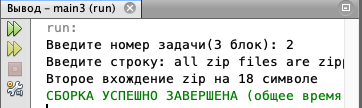 Вывод – main3 (run)
run:
Введите номер задачи(3 блок): 2
Введите строку: all zip files are zipp
Второе вхождение zip на 18 символе
СБОРКА УСПЕШНО ЗАВЕРШЕНА (общее время